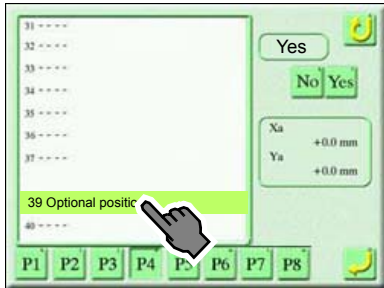 31 ----
32 ----
33 ----
34 ----
35 ----
36 ----
37 ----
39 Optional positio
40 ----
Yes
No Yes
Xa
+0.0 mm
Ya
+0.0 mm
P1 P2 P3 P4 P5 P6 P7 P8